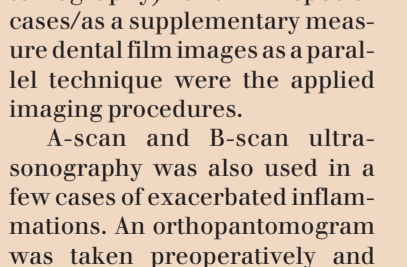 cases/as a supplementary meas-
ure dental film images as a paral-
lel technique were the applied
imaging procedures.
A-scan and B-scan ultra-
sonography was also used in a
few cases of exacerbated inflam-
mations. An orthopantomogram
was taken preoperatively and